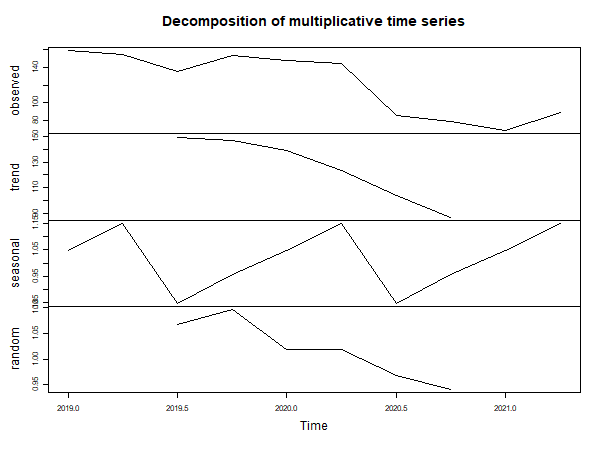 Decomposition of multiplicative time series
observed
140
100
80
trend
150
130
110
seasonal
1.05
0.95
random
1.05
1.00
0.95
2019.0 2019.5 2020.0 2020.5 2021.0
Time